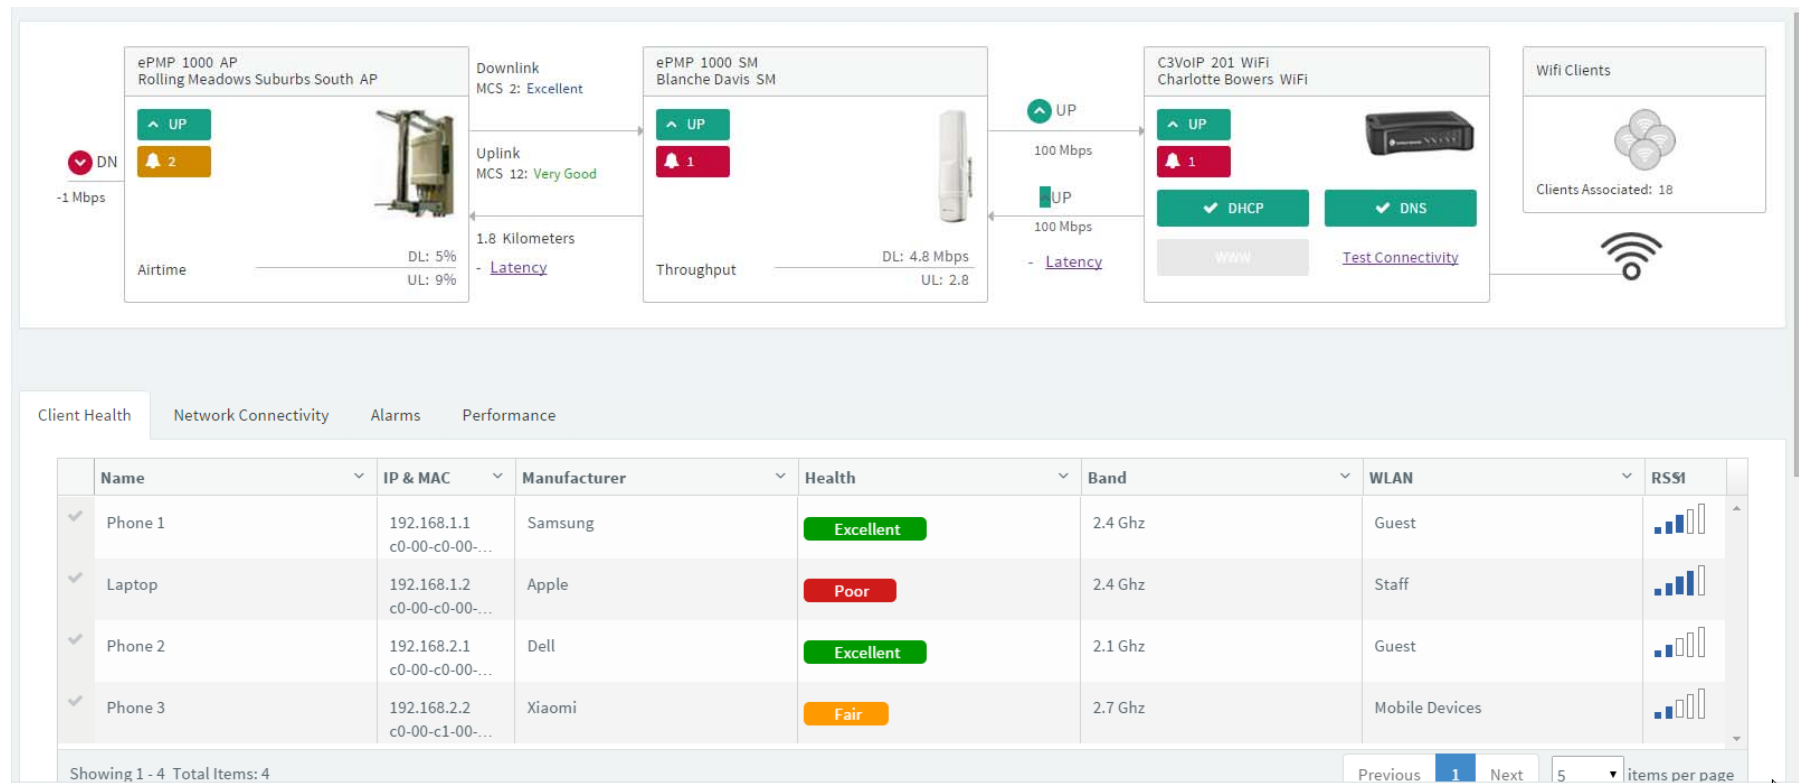 ePMP 1000 AP
Rolling Meadows Suburbs South AP
UP
2
DN
-1 Mbps
Airtime
DL: 5%
UL: 9%
Downlink
MCS 2: Excellent
Uplink
MCS 12: Very Good
1.8 Kilometers
- Latency
ePMP 1000 SM
Blanche Davis SM
UP
1
Throughput
DL: 4.8 Mbps
UL: 2.8
UP
100 Mbps
UP
100 Mbps
- Latency
C3VoIP 201 WiFi
Charlotte Bowers WiFi
UP
1
DHCP
DNS
WWW
Test Connectivity
Wifi Clients
Clients Associated: 18
Client Health Network Connectivity Alarms Performance
Name IP & MAC Manufacturer Health Band WLAN RSSI
Phone 1 192.168.1.1 Samsung Excellent 2.4 Ghz Guest
c0-00-c0-00-...
Laptop 192.168.1.2 Apple Poor 2.4 Ghz Staff
c0-00-c0-00-...
Phone 2 192.168.2.1 Dell Excellent 2.1 Ghz Guest
c0-00-c0-00-...
Phone 3 192.168.2.2 Xiaomi Fair 2.7 Ghz Mobile Devices
c0-00-c1-00-...
Showing 1 - 4 Total Items: 4 Previous 1 Next 5 items per page